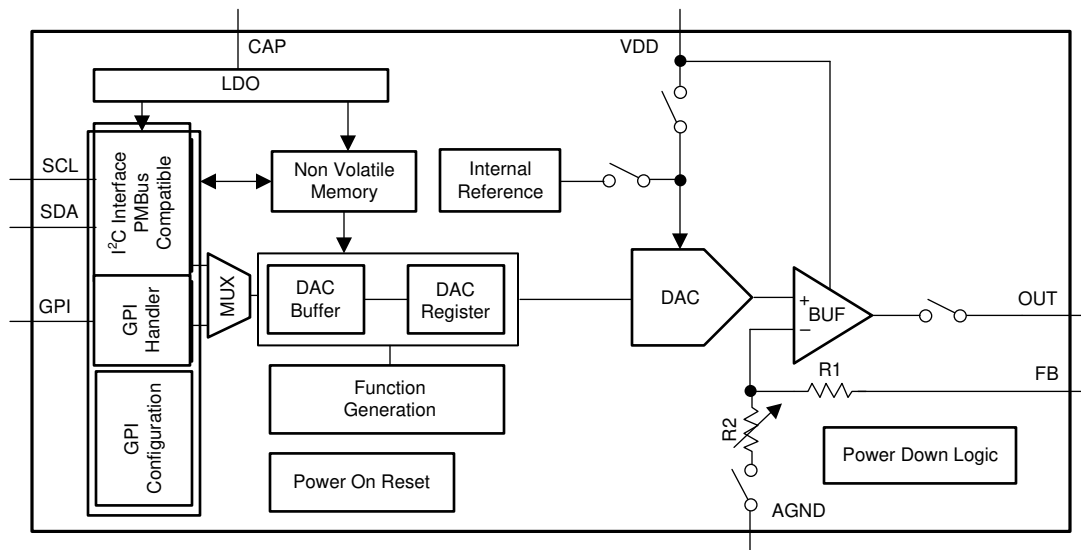 CAP
VDD
LDO
SCL
SDA
GPI
I²C Interface
PMBus
Compatible
GPI
Handler
GPI
Configuration
Non Volatile
Memory
Internal
Reference
MUX
DAC
Buffer
DAC
Register
DAC
+
BUF
−
OUT
R1
FB
R2
Function
Generation
Power On Reset
Power Down Logic
AGND